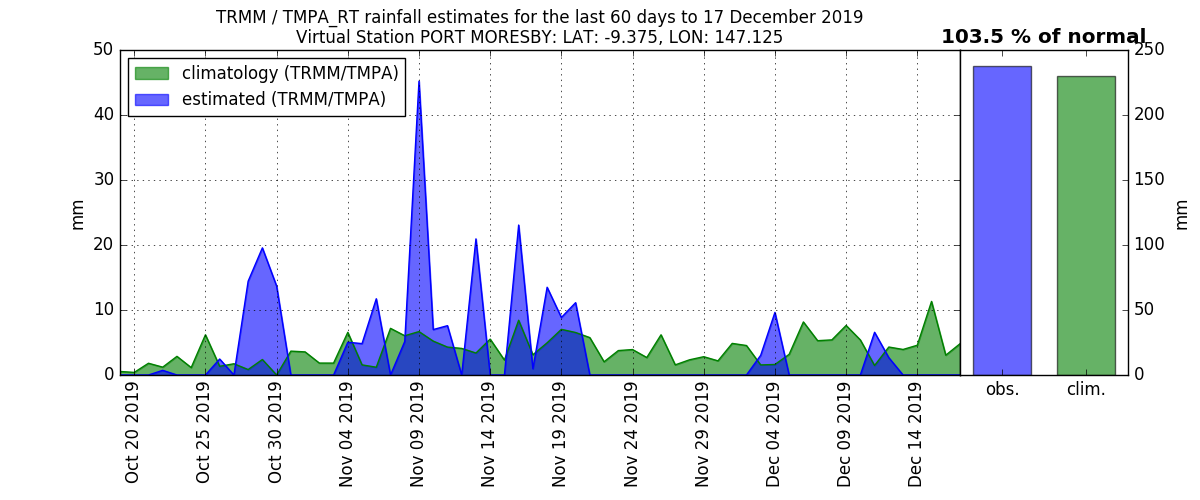 TRMM / TMPA_RT rainfall estimates for the last 60 days to 17 December 2019
Virtual Station PORT MORESBY: LAT: -9.375, LON: 147.125
103.5 % of normal
climatology (TRMM/TMPA)
estimated (TRMM/TMPA)
50
40
30
20
10
0
mm
Oct 20 2019
Oct 25 2019
Oct 30 2019
Nov 04 2019
Nov 09 2019
Nov 14 2019
Nov 19 2019
Nov 24 2019
Nov 29 2019
Dec 04 2019
Dec 09 2019
Dec 14 2019
250
200
150
100
50
0
mm
obs.
clim.